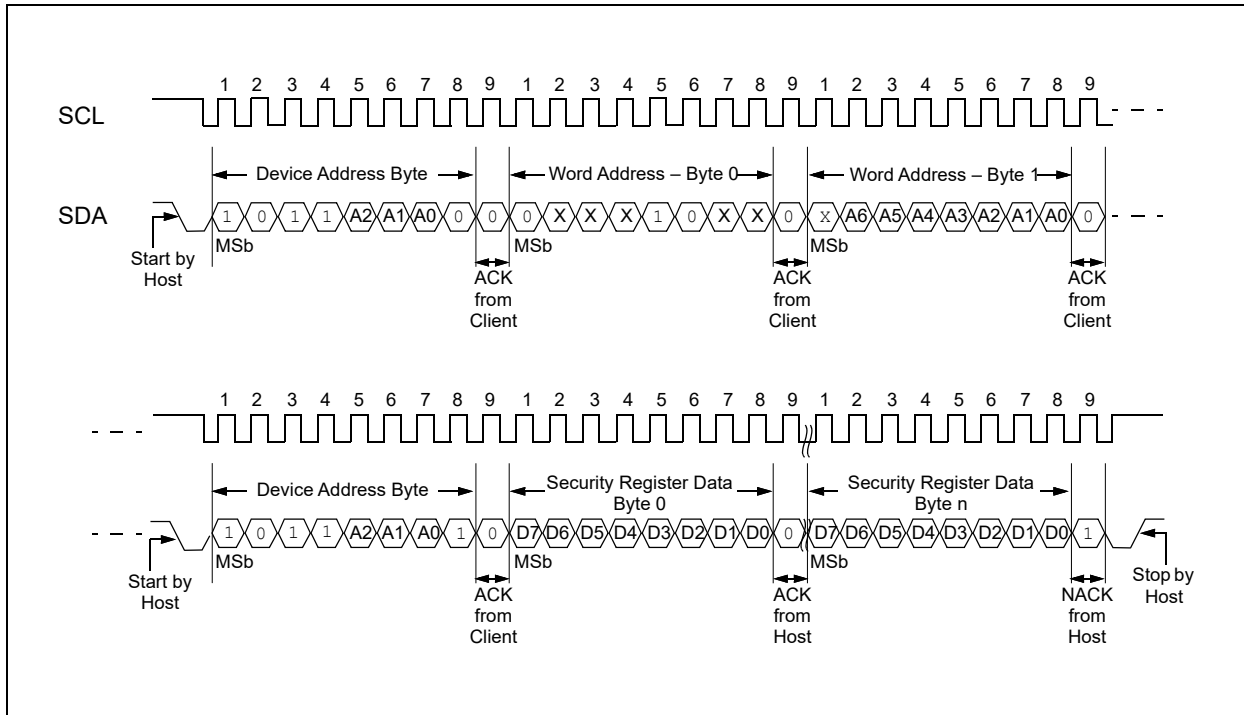 1 2 3 4 5 6 7 8 9 1 2 3 4 5 6 7 8 9 1 2 3 4 5 6 7 8 9
SCL
Device Address Byte Word Address – Byte 0 Word Address – Byte 1
SDA 1 0 1 1 A2 A1 A0 0 0 0 X X X 1 0 X X 0 X A6 A5 A4 A3 A2 A1 A0 0
MSb MSb MSb
Start by
Host
ACK
from
Client
ACK
from
Client
ACK
from
Client
1 2 3 4 5 6 7 8 9 1 2 3 4 5 6 7 8 9 1 2 3 4 5 6 7 8 9
Device Address Byte
Security Register Data
Byte 0
Security Register Data
Byte n
1 0 1 1 A2 A1 A0 1 0 D7 D6 D5 D4 D3 D2 D1 D0 0 D7 D6 D5 D4 D3 D2 D1 D0 1
MSb MSb MSb
Start by
Host
ACK
from
Client
ACK
from
Host
NACK
from
Host
Stop by
Host